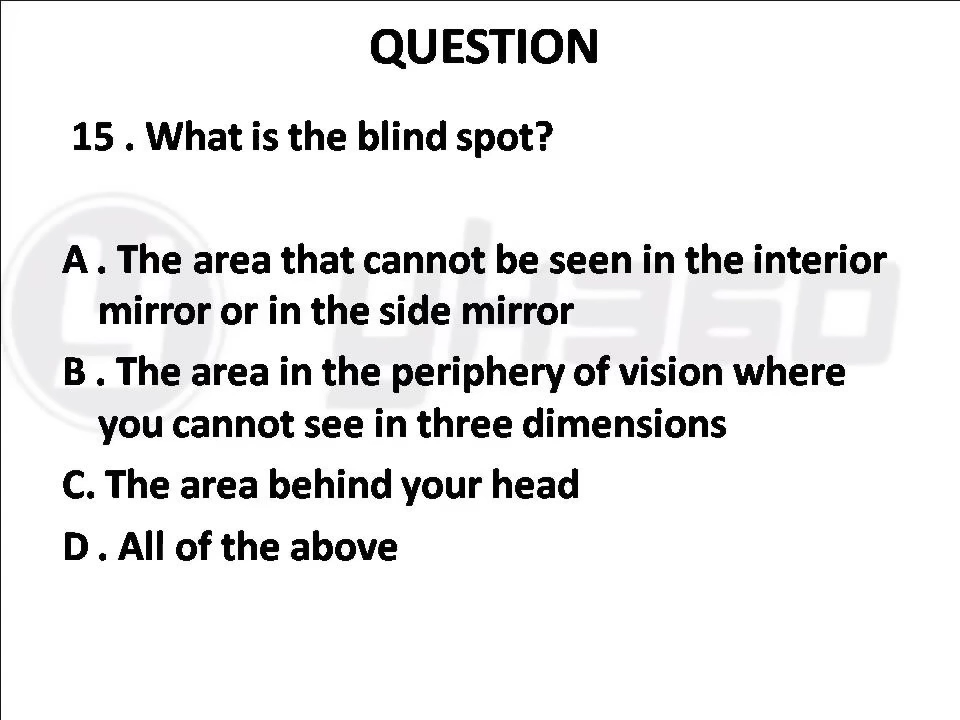 QUESTION
15 . What is the blind spot?
A . The area that cannot be seen in the interior
mirror or in the side mirror
B . The area in the periphery of vision where
you cannot see in three dimensions
C. The area behind your head
D . All of the above